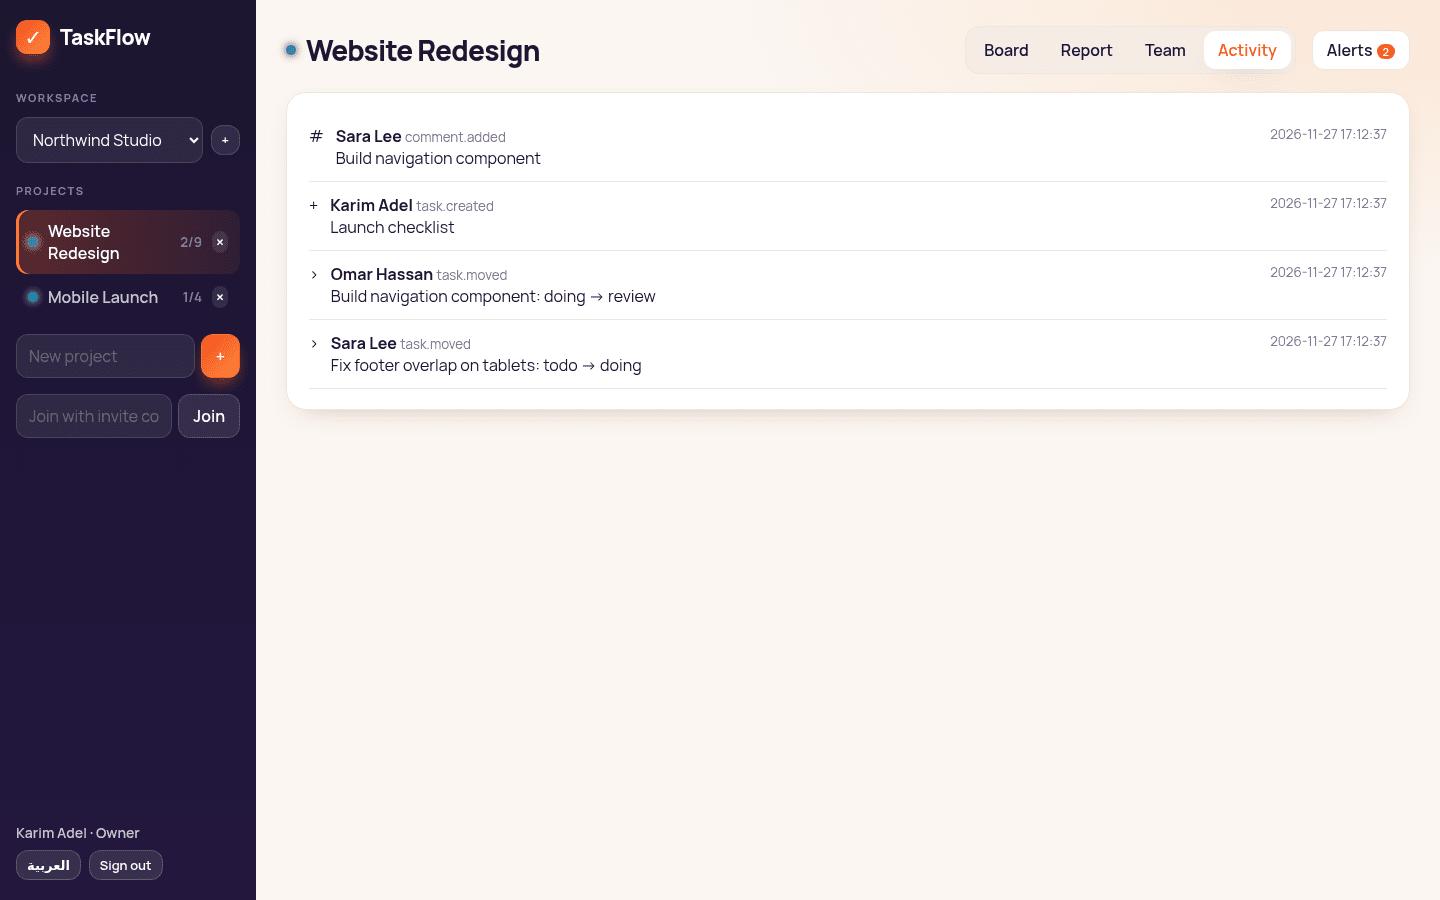 ✓ TaskFlow
WORKSPACE
Northwind Studio
+
PROJECTS
Website Redesign 2/9 ×
Mobile Launch 1/4 ×
New project +
Join with invite co Join
Karim Adel · Owner
العربية Sign out
Website Redesign
Board Report Team Activity Alerts 2
# Sara Lee comment.added 2026-11-27 17:12:37
Build navigation component
+ Karim Adel task.created 2026-11-27 17:12:37
Launch checklist
› Omar Hassan task.moved 2026-11-27 17:12:37
Build navigation component: doing → review
› Sara Lee task.moved 2026-11-27 17:12:37
Fix footer overlap on tablets: todo → doing